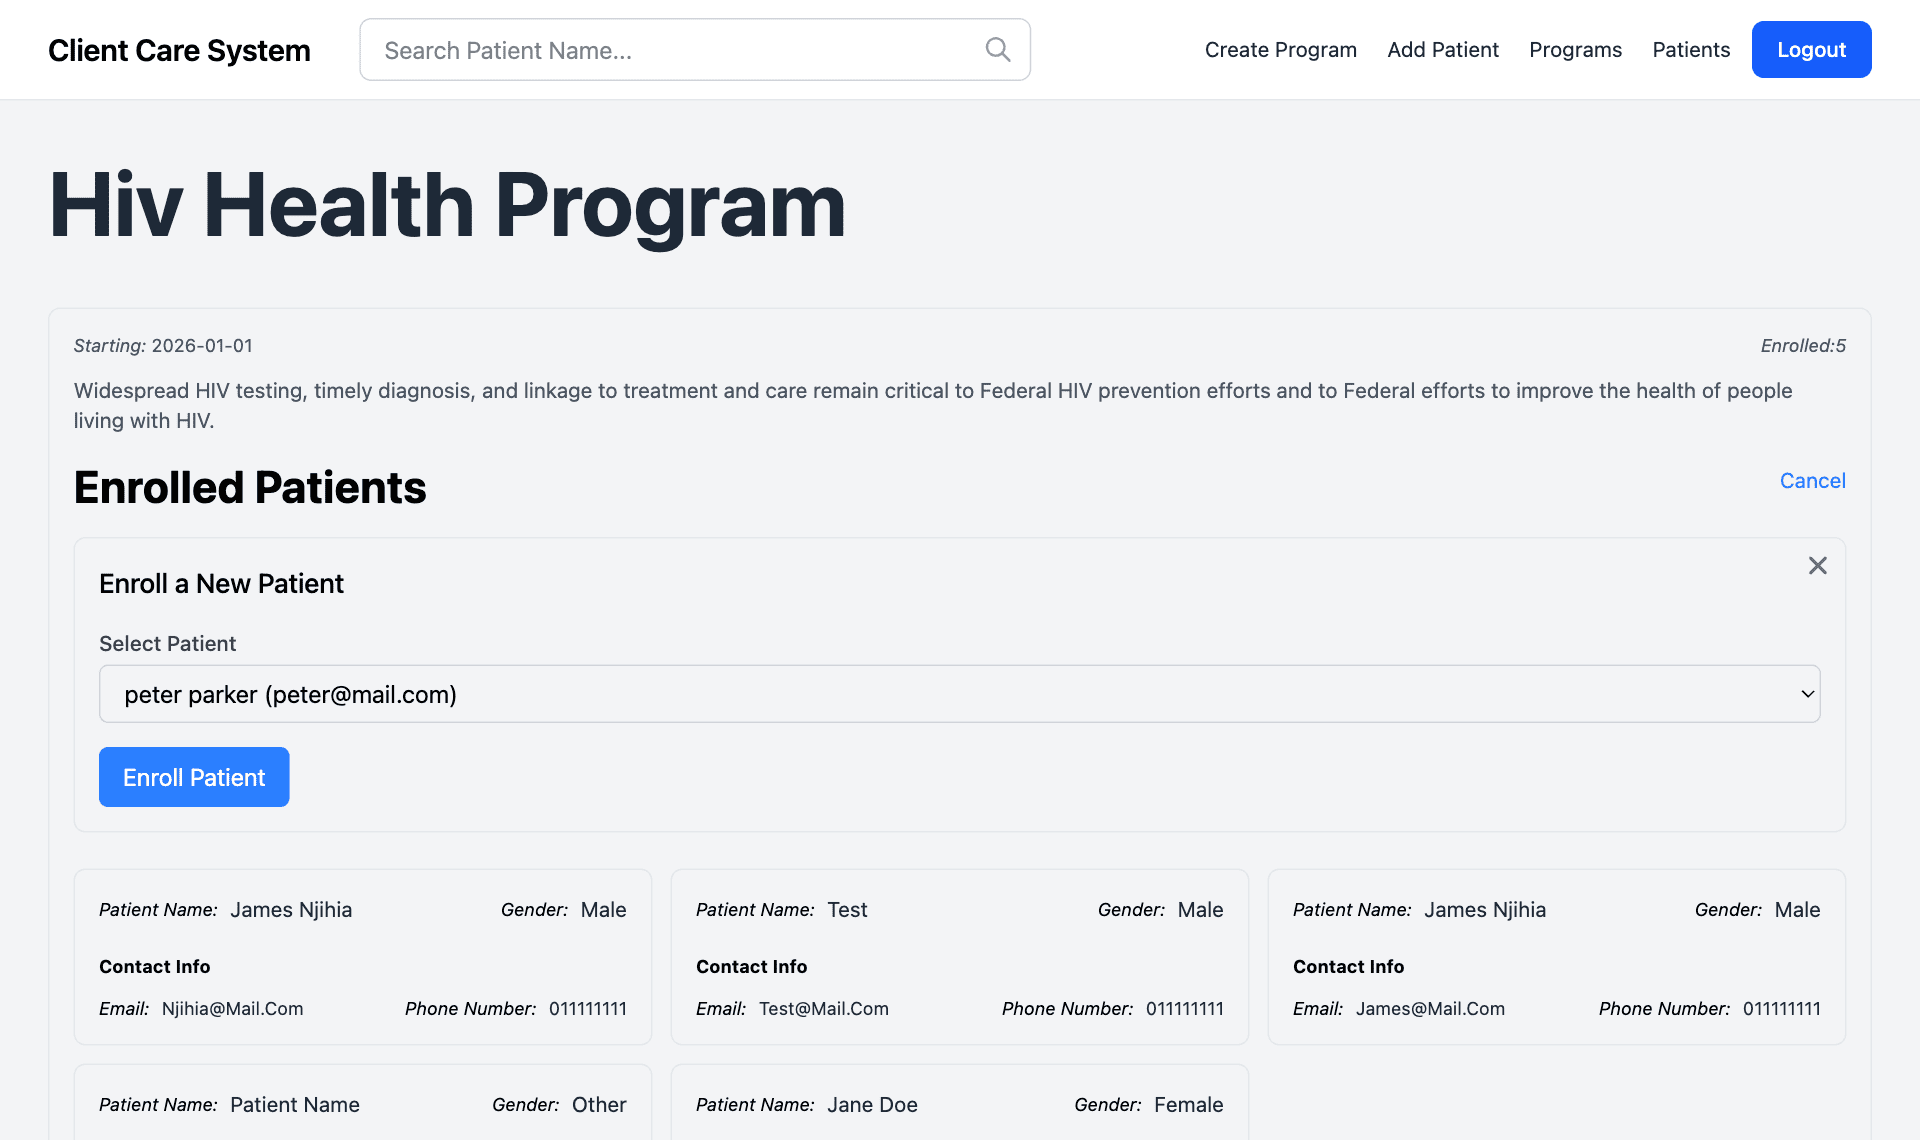 Client Care System
Search Patient Name...
Create Program
Add Patient
Programs
Patients
Logout
Hiv Health Program
Starting: 2026-01-01
Enrolled:5
Widespread HIV testing, timely diagnosis, and linkage to treatment and care remain critical to Federal HIV prevention efforts and to Federal efforts to improve the health of people
living with HIV.
Enrolled Patients
Cancel
Enroll a New Patient
Select Patient
peter parker (peter@mail.com)
Enroll Patient
Patient Name: James Njihia Gender: Male
Contact Info
Email: Njihia@Mail.Com Phone Number: 011111111
Patient Name: Test Gender: Male
Contact Info
Email: Test@Mail.Com Phone Number: 011111111
Patient Name: James Njihia Gender: Male
Contact Info
Email: James@Mail.Com Phone Number: 011111111
Patient Name: Patient Name Gender: Other
Patient Name: Jane Doe Gender: Female